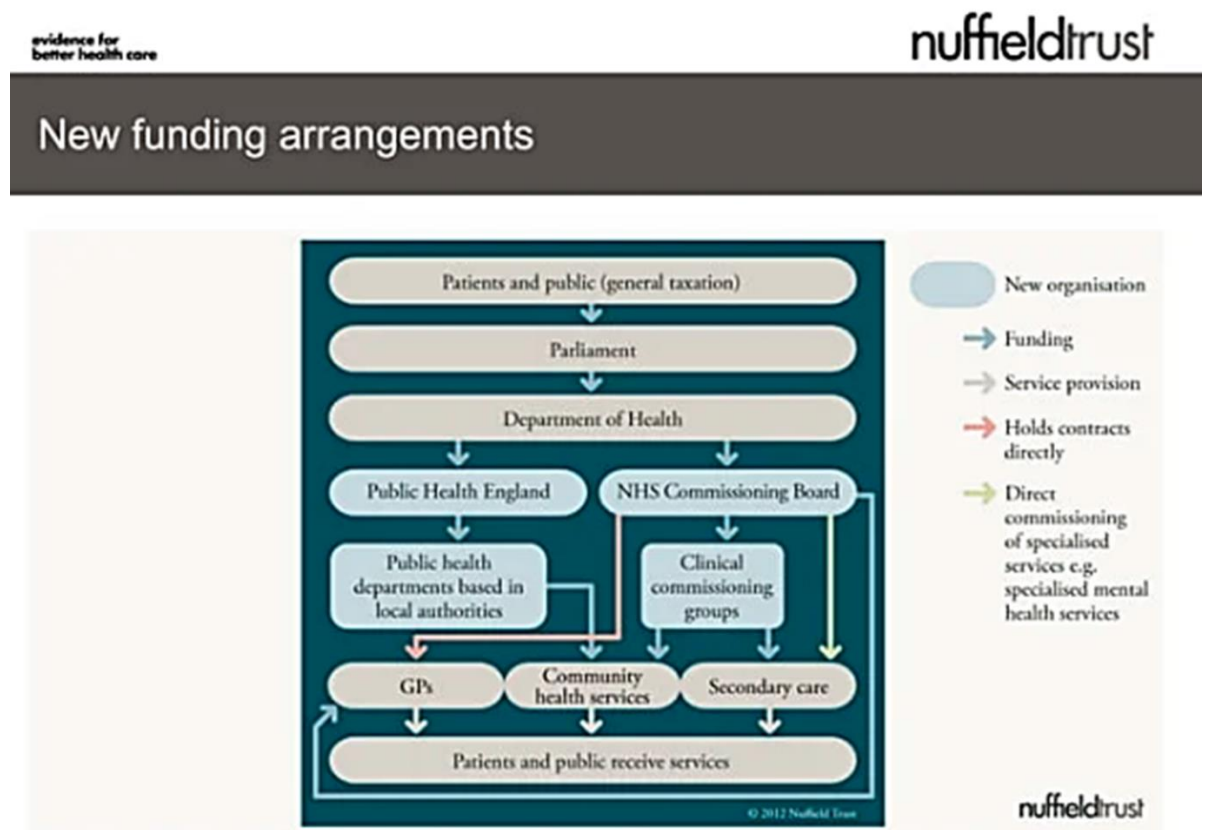 evidence for
better health care
nuffieldtrust
New funding arrangements
Patients and public (general taxation)
Parliament
Department of Health
Public Health England
NHS Commissioning Board
Public health
departments based in
local authorities
Clinical
commissioning
groups
GPs
Community
health services
Secondary care
Patients and public receive services
© 2012 Nuffield Trust
New organisation
Funding
Service provision
Holds contracts
directly
Direct
commissioning
of specialised
services e.g.
specialised mental
health services
nuffieldtrust